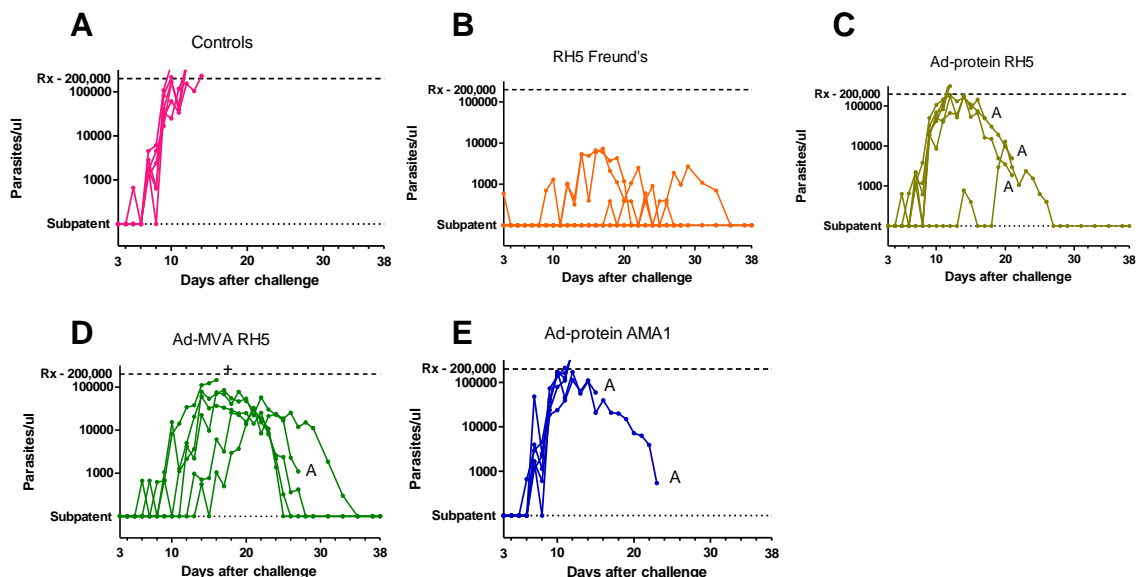 A
Controls
Rx - 200,000
100000
10000
1000
Subpatent
Parasites/ul
3
10
20
30
38
Days after challenge
B
RH5 Freund's
Rx - 200,000
100000
10000
1000
Subpatent
Parasites/ul
3
10
20
30
38
Days after challenge
C
Ad-protein RH5
Rx - 200,000
100000
10000
1000
Subpatent
Parasites/ul
A
A
A
3
10
20
30
38
Days after challenge
D
Ad-MVA RH5
Rx - 200,000
100000
10000
1000
Subpatent
Parasites/ul
+
A
3
10
20
30
38
Days after challenge
E
Ad-protein AMA1
Rx - 200,000
100000
10000
1000
Subpatent
Parasites/ul
A
A
3
10
20
30
38
Days after challenge